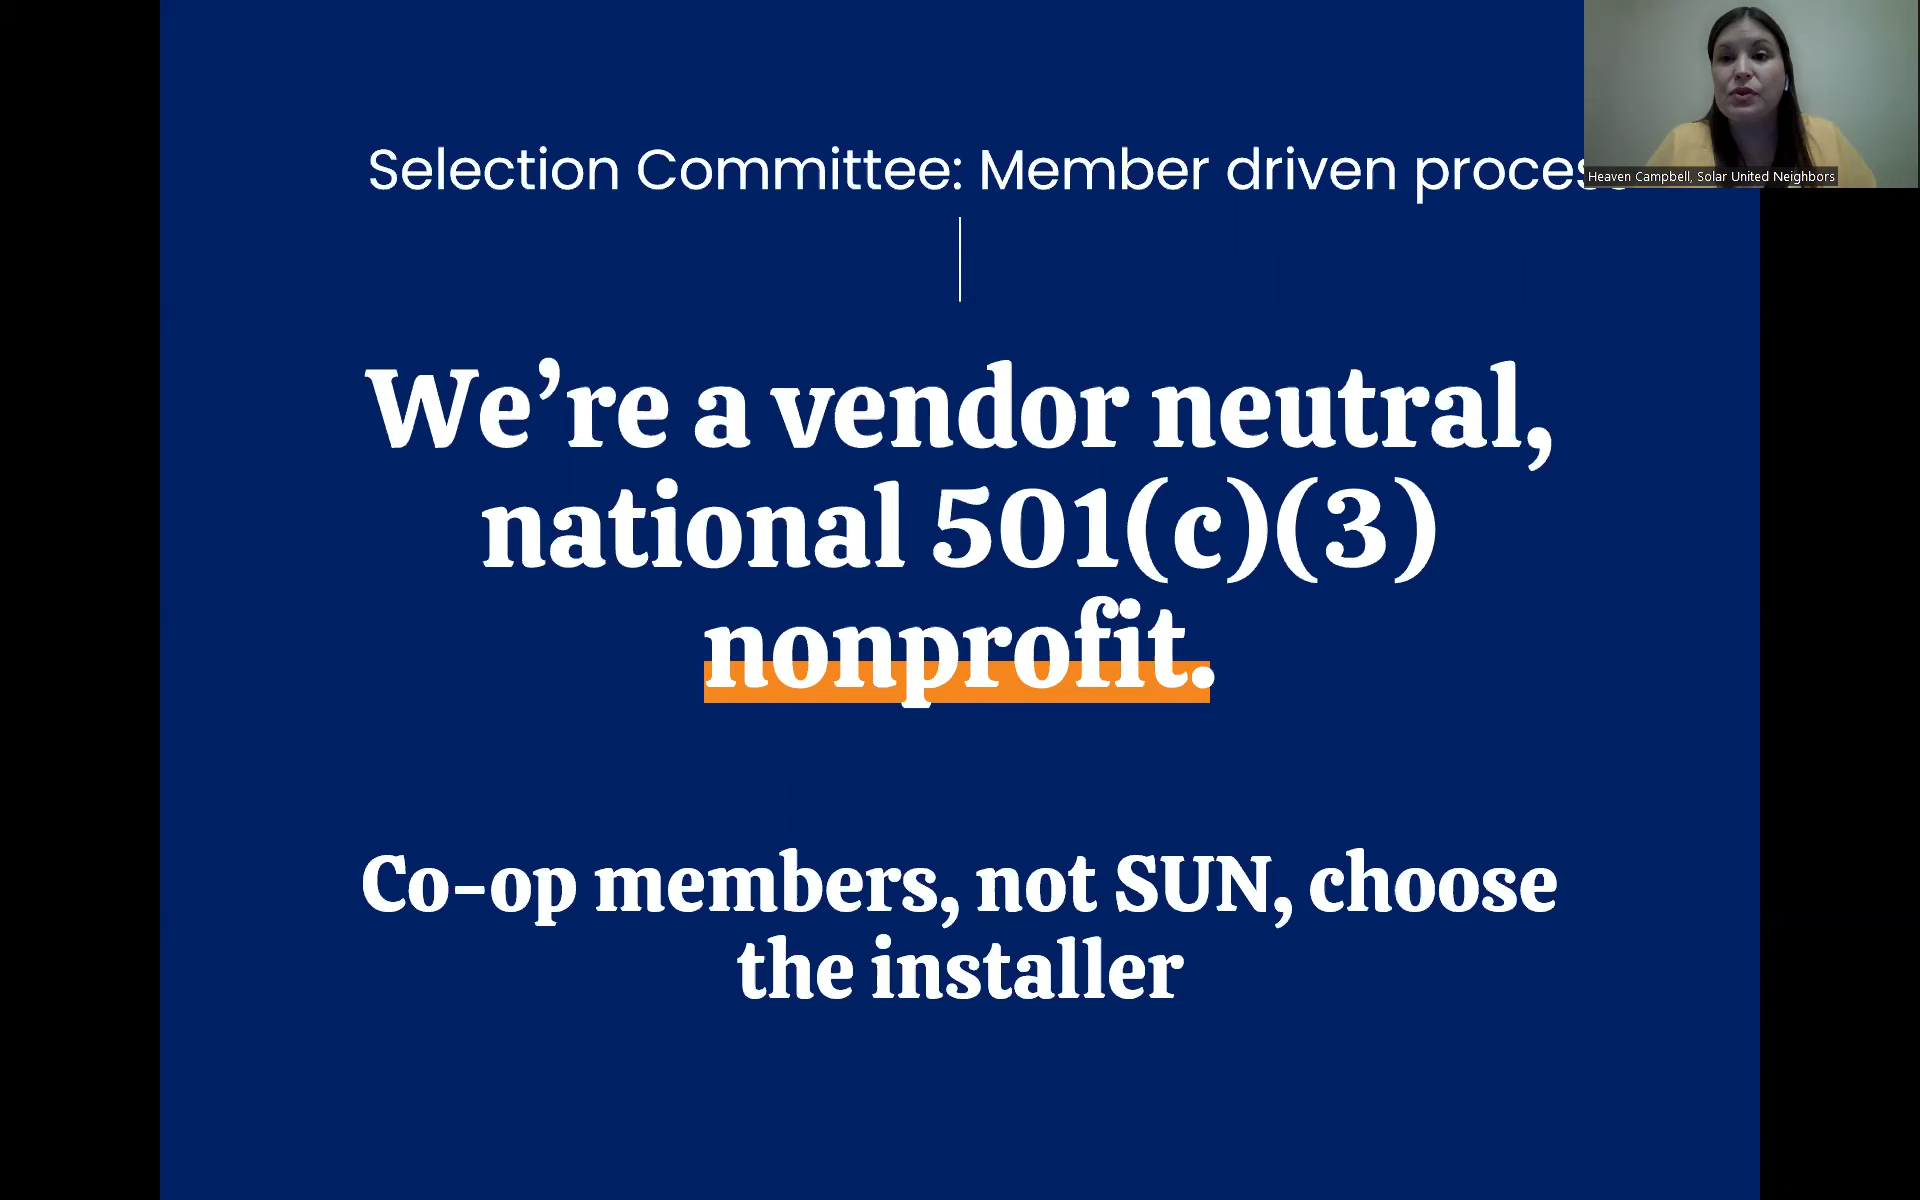 Selection Committee: Member driven process
Heaven Campbell, Solar United Neighbors
We’re a vendor neutral,
national 501(c)(3)
nonprofit.
Co-op members, not SUN, choose
the installer